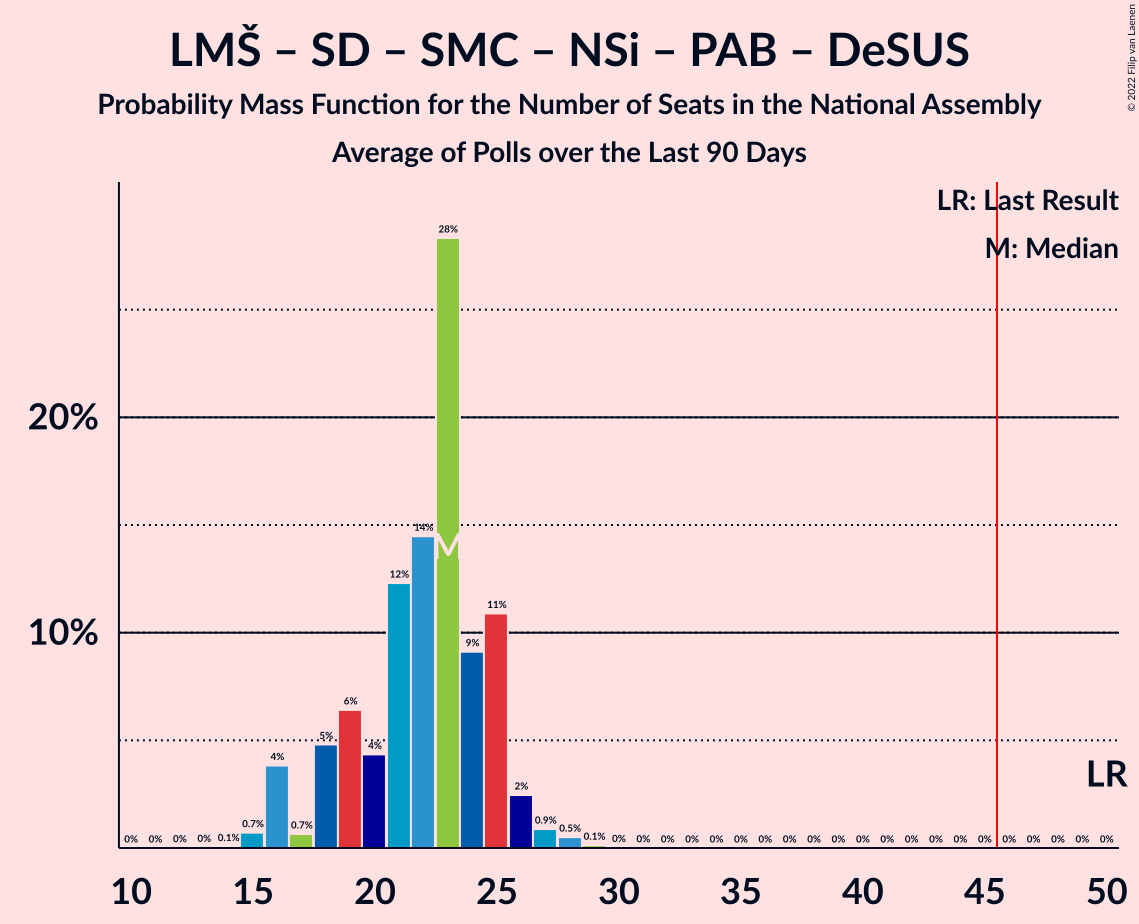 LMŠ – SD – SMC – NSi – PAB – DeSUS
Probability Mass Function for the Number of Seats in the National Assembly
Average of Polls over the Last 90 Days
© 2022 Filip van Laenen
LR: Last Result
M: Median
28%
20%
14%
M
12%
11%
10%
9%
6%
5%
4%
4%
2%
0% 0% 0% 0% 0.1% 0.7% 0.7% 0.9% 0.5% 0.1% 0% 0% 0% 0% 0% 0% 0% 0% 0% 0% 0% 0% 0% 0% 0% 0% 0% 0% 0% 0% 0%
LR
10 15 20 25 30 35 40 45 50